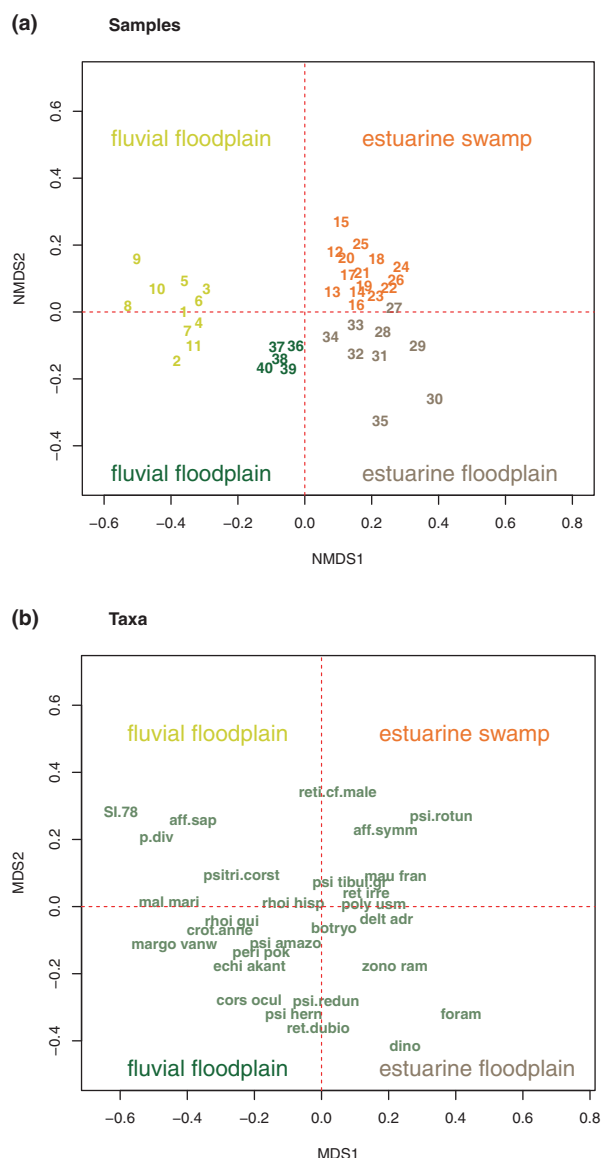 (a) Samples
0.6
0.4
0.2
0.0
−0.2
−0.4
NMDS2
fluvial floodplain estuarine swamp
15
9 12 25
20 18
5 17 21 24
10 3 13 14 19 22 26
8 6 16 23 27
1
4 33
7 34 28
11 37 36 32 29
2 38 31
40 39
30
35
fluvial floodplain estuarine floodplain
−0.6 −0.4 −0.2 0.0 0.2 0.4 0.6 0.8
NMDS1
(b) Taxa
0.6
0.4
0.2
0.0
−0.2
−0.4
MDS2
fluvial floodplain estuarine swamp
reti.cf.male
SI.78 psi.rotun
aff.sap
p.div aff.symm
psitri.corst mau fran
psi tibul.gr
ret irre
mal mari rhoi hisp poly usm
rhoi gui delt adr
crot.anne botryo
margo vanw psi amazo
peri pok
echi akant zono ram
cors ocul psi.redun
psi hern foram
ret.dubio
dino
fluvial floodplain estuarine floodplain
−0.6 −0.4 −0.2 0.0 0.2 0.4 0.6 0.8
MDS1